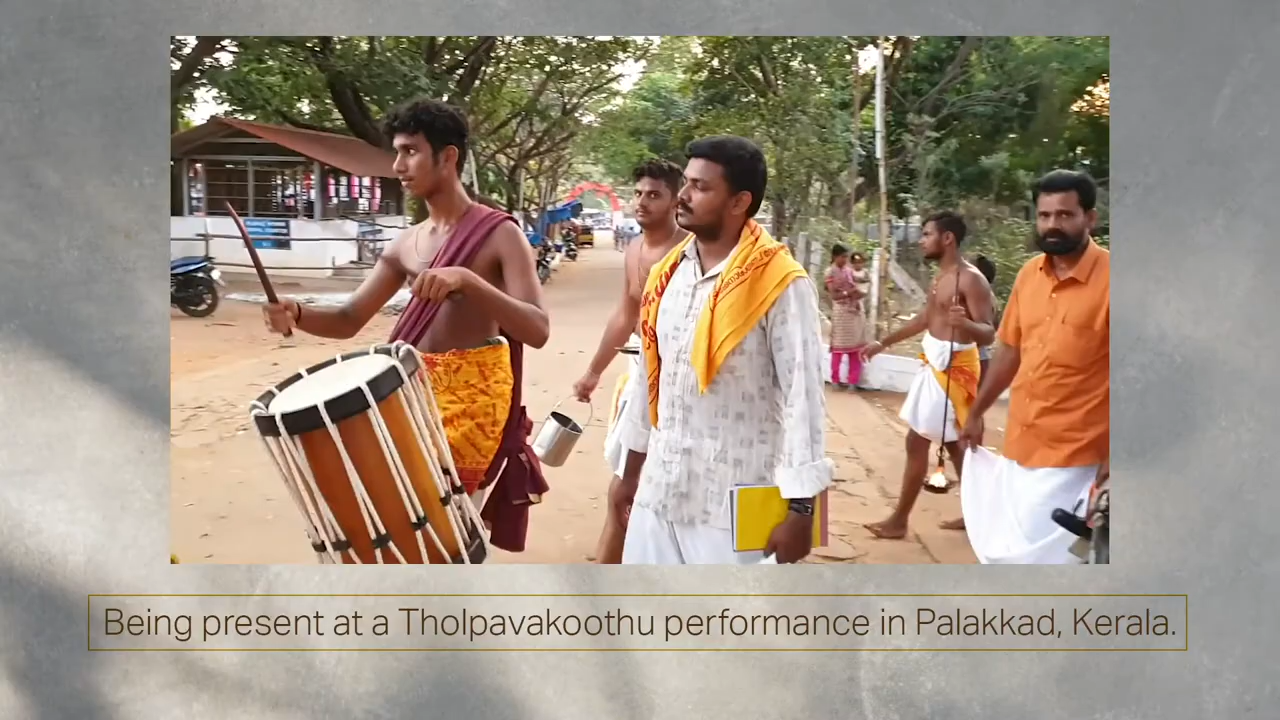 Being present at a Tholpavakoothu performance in Palakkad, Kerala.